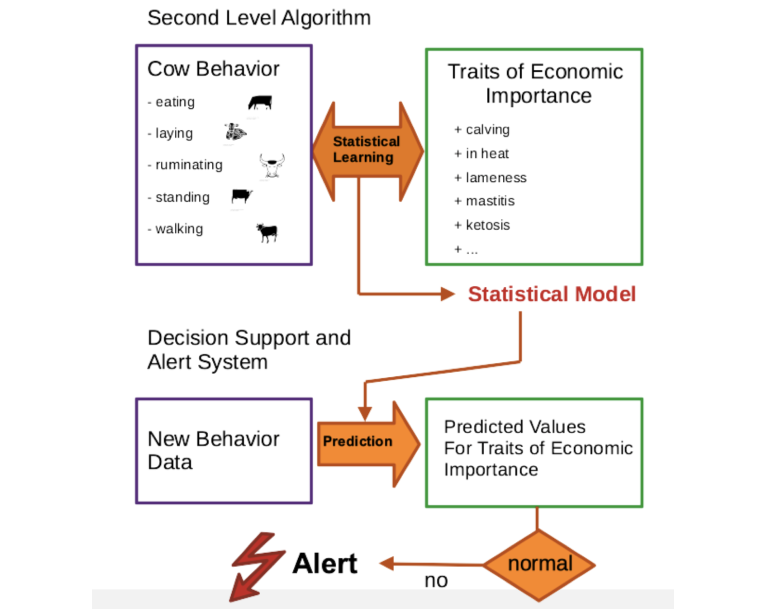 Second Level Algorithm
Cow Behavior
- eating
- laying
- ruminating
- standing
- walking
Statistical
Learning
Traits of Economic
Importance
+ calving
+ in heat
+ lameness
+ mastitis
+ ketosis
+ ...
Statistical Model
Decision Support and
Alert System
New Behavior
Data
Prediction
Predicted Values
For Traits of Economic
Importance
normal
no
Alert